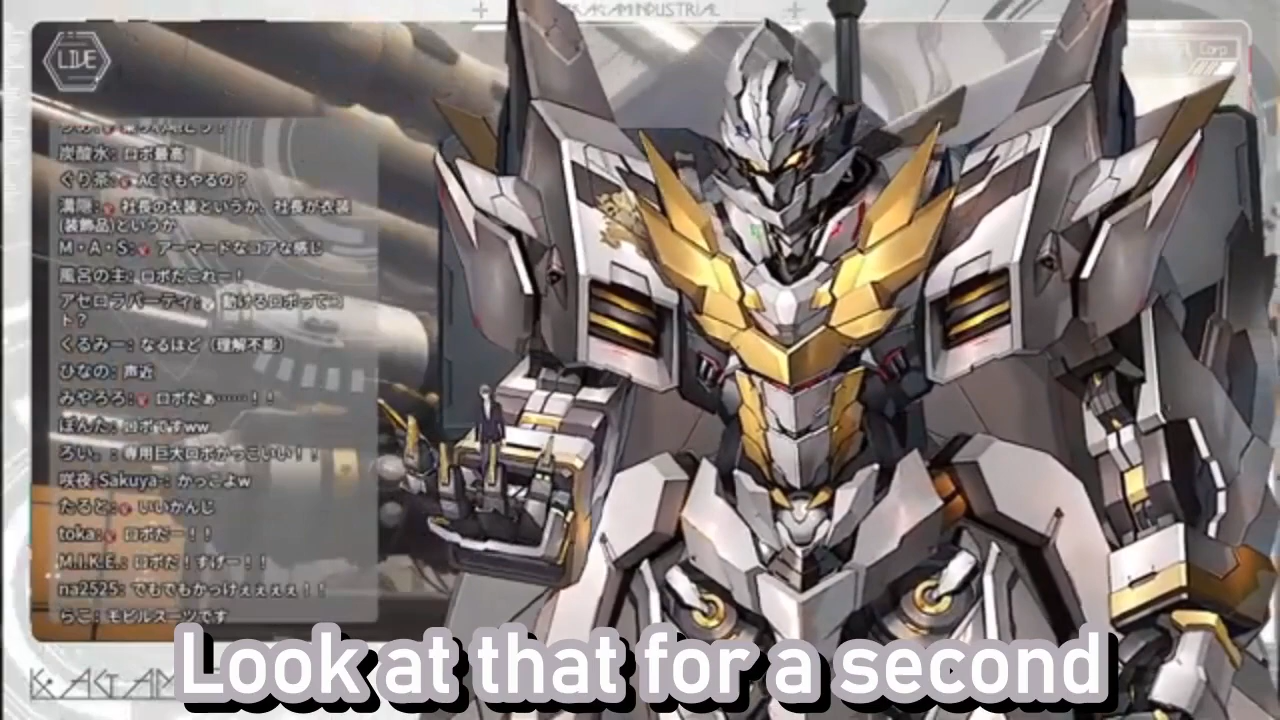 KAGAMI INDUSTRIAL
LIVE
Corp
炭酸水: ロボ最高
ぐり茶: ACでもやるの？
社長の衣装というか、社長が衣装
(装飾品)というか
M・A・S: アーマードなコアな感じ
風呂の主: ロボだこれー！
アセロラパーティ: 動けるロボってコ
ト？
くるみー: なるほど（理解不能）
ひなの: 声近
みやろろ: ロボだぁ……！！
ぽんた: ロボですww
ろい。: 専用巨大ロボかっこいい！！
咲夜 Sakuya-: かっこよw
たると: いいかんじ
toka: ロボだー！！
M.I.K.E.: ロボだ！すげー！！
na2525: でもでもかっけぇぇぇぇ！！
らこ: モビルスーツです
Look at that for a second